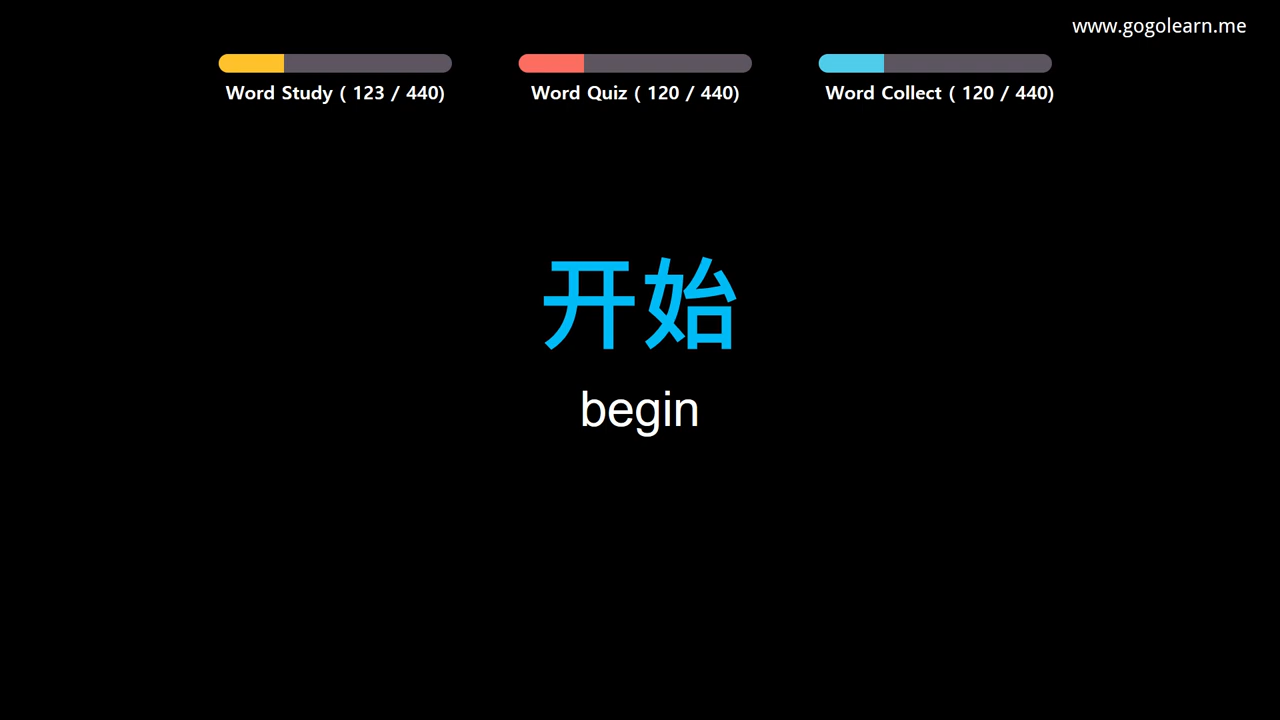 www.gogolearn.me
Word Study ( 123 / 440)
Word Quiz ( 120 / 440)
Word Collect ( 120 / 440)
开始
begin